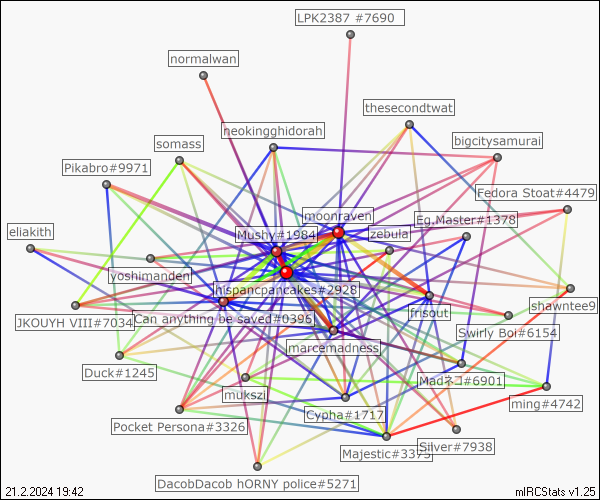 LPK2387 #7690
normalwan
thesecondtwat
neokingghidorah
somass
bigcitysamurai
Pikabro#9971
Fedora Stoat#4479
moonraven
Eg.Master#1378
eliakith
Mushy#1984
zebula
yoshimanden
hispancpancakes#2928
shawntee9
JKOUYH VIII#7034
Can anything be saved#0396
frisout
Swirly Boi#6154
marcemadness
Duck#1245
Madネコ#6901
mukszi
ming#4742
Cypha#1717
Pocket Persona#3326
Silver#7938
Majestic#3375
DacobDacob hORNY police#5271
21.2.2024 19:42
mIRCStats v1.25